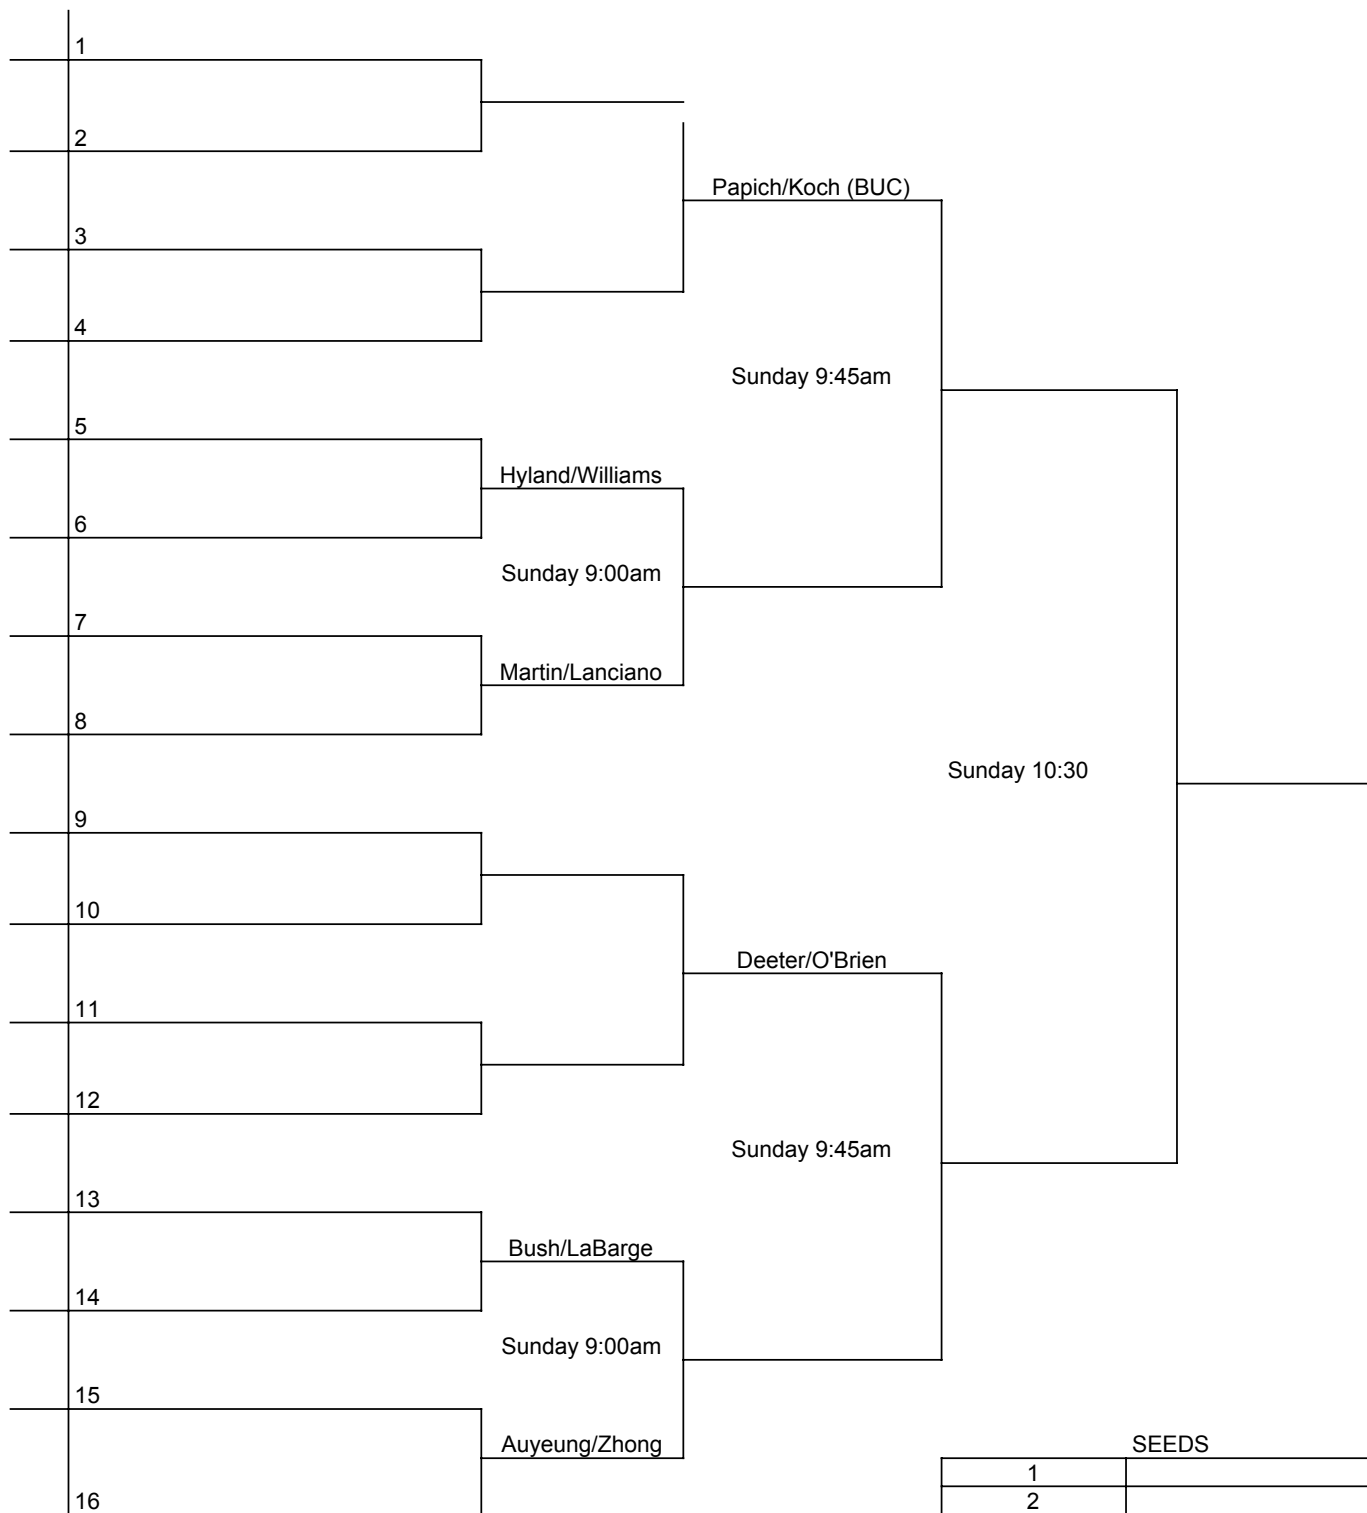 1
2
Papich/Koch (BUC)
3
4
Sunday 9:45am
5
Hyland/Williams
6
Sunday 9:00am
7
Martin/Lanciano
8
Sunday 10:30
9
10
Deeter/O'Brien
11
12
Sunday 9:45am
13
Bush/LaBarge
14
Sunday 9:00am
15
Auyeung/Zhong
SEEDS
1
16
2